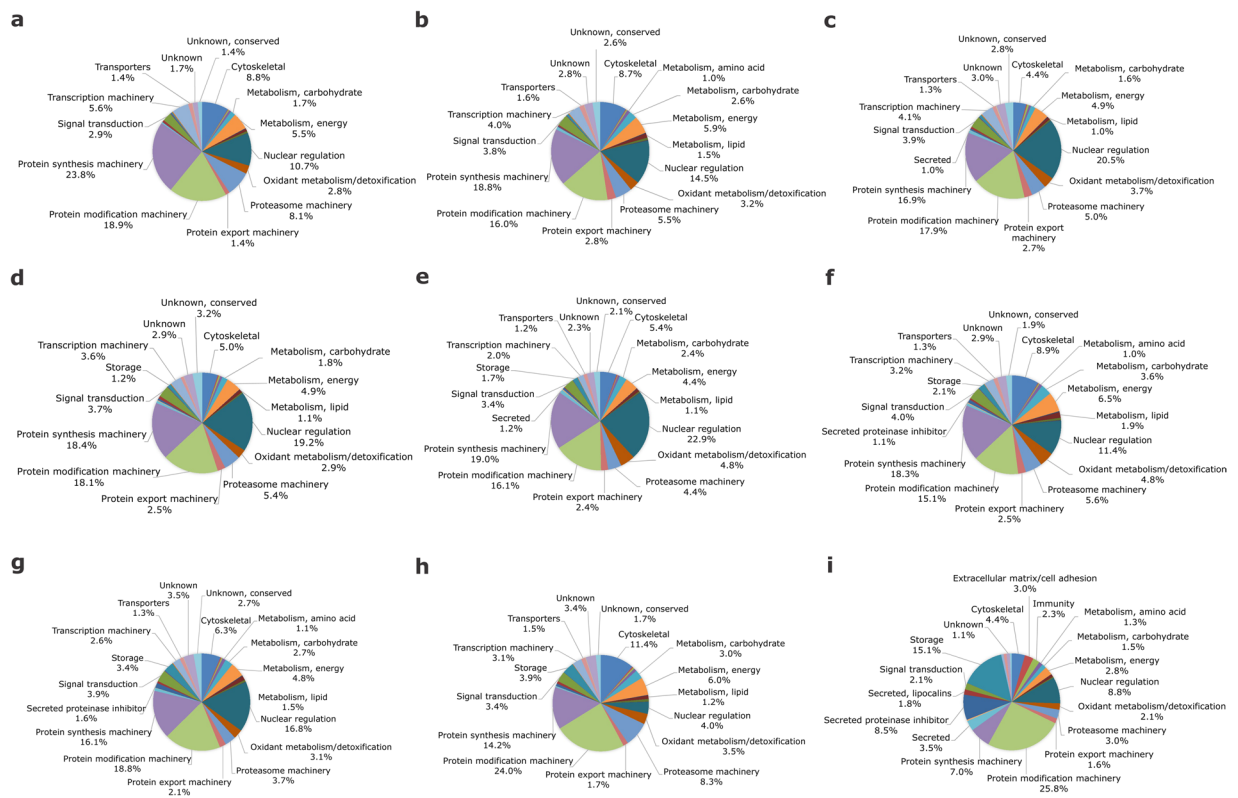 a
Unknown, conserved
1.4%
Unknown
1.7%
Cytoskeletal
8.8%
Transporters
1.4%
Metabolism, carbohydrate
1.7%
Transcription machinery
5.6%
Metabolism, energy
5.5%
Signal transduction
2.9%
Nuclear regulation
10.7%
Protein synthesis machinery
23.8%
Oxidant metabolism/detoxification
2.8%
Proteasome machinery
8.1%
Protein modification machinery
18.9%
Protein export machinery
1.4%
b
Unknown, conserved
2.6%
Unknown
2.8%
Cytoskeletal
8.7%
Metabolism, amino acid
1.0%
Transporters
1.6%
Metabolism, carbohydrate
2.6%
Transcription machinery
4.0%
Metabolism, energy
5.9%
Signal transduction
3.8%
Metabolism, lipid
1.5%
Protein synthesis machinery
18.8%
Nuclear regulation
14.5%
Oxidant metabolism/detoxification
3.2%
Protein modification machinery
16.0%
Proteasome machinery
5.5%
Protein export machinery
2.8%
c
Unknown, conserved
2.8%
Unknown
3.0%
Cytoskeletal
4.4%
Metabolism, carbohydrate
1.6%
Transporters
1.3%
Metabolism, energy
4.9%
Transcription machinery
4.1%
Metabolism, lipid
1.0%
Signal transduction
3.9%
Nuclear regulation
20.5%
Secreted
1.0%
Oxidant metabolism/detoxification
3.7%
Protein synthesis machinery
16.9%
Proteasome machinery
5.0%
Protein modification machinery
17.9%
Protein export
machinery
2.7%
d
Unknown, conserved
3.2%
Unknown
2.9%
Cytoskeletal
5.0%
Transcription machinery
3.6%
Metabolism, carbohydrate
1.8%
Storage
1.2%
Metabolism, energy
4.9%
Signal transduction
3.7%
Metabolism, lipid
1.1%
Protein synthesis machinery
18.4%
Nuclear regulation
19.2%
Oxidant metabolism/detoxification
2.9%
Protein modification machinery
18.1%
Proteasome machinery
5.4%
Protein export machinery
2.5%
e
Unknown, conserved
2.1%
Transporters
1.2%
Unknown
2.3%
Cytoskeletal
5.4%
Transcription machinery
2.0%
Metabolism, carbohydrate
2.4%
Storage
1.7%
Metabolism, energy
4.4%
Signal transduction
3.4%
Metabolism, lipid
1.1%
Secreted
1.2%
Nuclear regulation
22.9%
Protein synthesis machinery
19.0%
Oxidant metabolism/detoxification
4.8%
Protein modification machinery
16.1%
Proteasome machinery
4.4%
Protein export machinery
2.4%
f
Unknown, conserved
1.9%
Unknown
2.9%
Cytoskeletal
8.9%
Transporters
1.3%
Metabolism, amino acid
1.0%
Transcription machinery
3.2%
Metabolism, carbohydrate
3.6%
Storage
2.1%
Metabolism, energy
6.5%
Signal transduction
4.0%
Metabolism, lipid
1.9%
Secreted proteinase inhibitor
1.1%
Nuclear regulation
11.4%
Protein synthesis machinery
18.3%
Oxidant metabolism/detoxification
4.8%
Protein modification machinery
15.1%
Proteasome machinery
5.6%
Protein export machinery
2.5%
g
Unknown
3.5%
Unknown, conserved
2.7%
Transporters
1.3%
Cytoskeletal
6.3%
Metabolism, amino acid
1.1%
Transcription machinery
2.6%
Metabolism, carbohydrate
2.7%
Storage
3.4%
Metabolism, energy
4.8%
Signal transduction
3.9%
Metabolism, lipid
1.5%
Secreted proteinase inhibitor
1.6%
Nuclear regulation
16.8%
Protein synthesis machinery
16.1%
Oxidant metabolism/detoxification
3.1%
Protein modification machinery
18.8%
Proteasome machinery
3.7%
Protein export machinery
2.1%
h
Unknown
3.4%
Unknown, conserved
1.7%
Transporters
1.5%
Cytoskeletal
11.4%
Transcription machinery
3.1%
Metabolism, carbohydrate
3.0%
Storage
3.9%
Metabolism, energy
6.0%
Signal transduction
3.4%
Metabolism, lipid
1.2%
Nuclear regulation
4.0%
Protein synthesis machinery
14.2%
Oxidant metabolism/detoxification
3.5%
Protein modification machinery
24.0%
Proteasome machinery
8.3%
Protein export machinery
1.7%
i
Extracellular matrix/cell adhesion
3.0%
Cytoskeletal
4.4%
Immunity
2.3%
Unknown
1.1%
Metabolism, amino acid
1.3%
Storage
15.1%
Metabolism, carbohydrate
1.5%
Metabolism, energy
2.8%
Signal transduction
2.1%
Nuclear regulation
8.8%
Secreted, lipocalins
1.8%
Oxidant metabolism/detoxification
2.1%
Secreted proteinase inhibitor
8.5%
Proteasome machinery
3.0%
Secreted
3.5%
Protein export machinery
1.6%
Protein synthesis machinery
7.0%
Protein modification machinery
25.8%